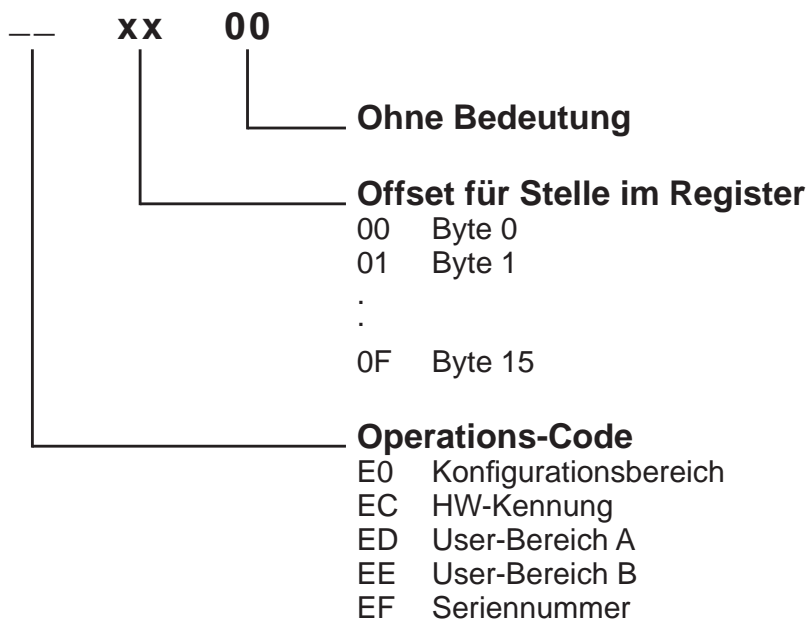 __ xx 00
Ohne Bedeutung
Offset für Stelle im Register
00 Byte 0
01 Byte 1
.
.
0F Byte 15
Operations-Code
E0 Konfigurationsbereich
EC HW-Kennung
ED User-Bereich A
EE User-Bereich B
EF Seriennummer